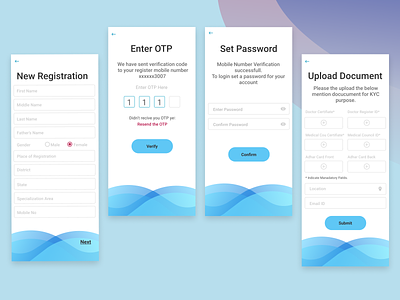 New Registration
First Name
Middle Name
Last Name
Fathers Name
Gender Male Female
Place of Registration
District
State
Specialization Area
Mobile No
Next
Enter OTP
We have sent verification
code to your register mobile number
xxxxxx3007
Enter OTP Here
1 1 1
Didn't recive you OTP yet
Resend the OTP
Verify
Set Password
Mobile Number Verification
successfull.
To login set a password for your
account
Enter Password
Confirm Password
Confirm
Upload Document
Please upload the below
mention document for KYC
purpose.
Doctor Certificate* Doctor Register ID*
Medical Cou Certificate* Medical Council ID*
Adhar Card Front Adhar Card Back
* Indicate Mandatory Fields
Location
Email ID
Submit